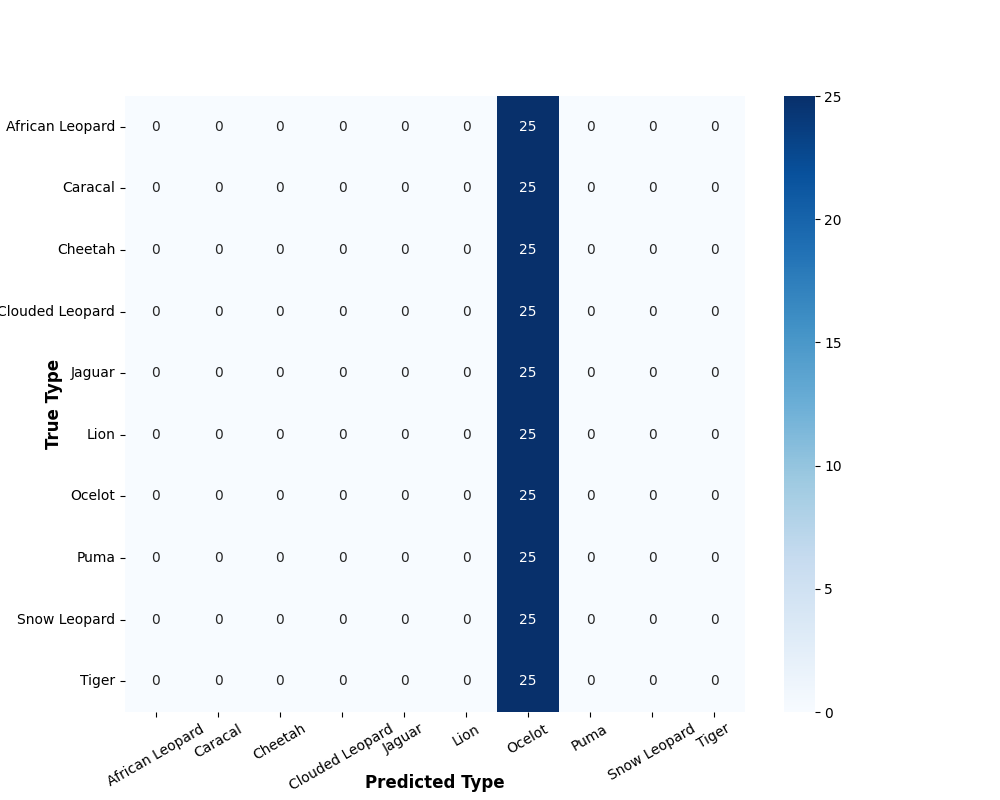 African Leopard 0 0 0 0 0 0 25 0 0 0
Caracal 0 0 0 0 0 0 25 0 0 0
Cheetah 0 0 0 0 0 0 25 0 0 0
Clouded Leopard 0 0 0 0 0 0 25 0 0 0
Jaguar 0 0 0 0 0 0 25 0 0 0
Lion 0 0 0 0 0 0 25 0 0 0
Ocelot 0 0 0 0 0 0 25 0 0 0
Puma 0 0 0 0 0 0 25 0 0 0
Snow Leopard 0 0 0 0 0 0 25 0 0 0
Tiger 0 0 0 0 0 0 25 0 0 0
True Type
African Leopard Caracal Cheetah Clouded Leopard Jaguar Lion Ocelot Puma Snow Leopard Tiger
Predicted Type
25
20
15
10
5
0